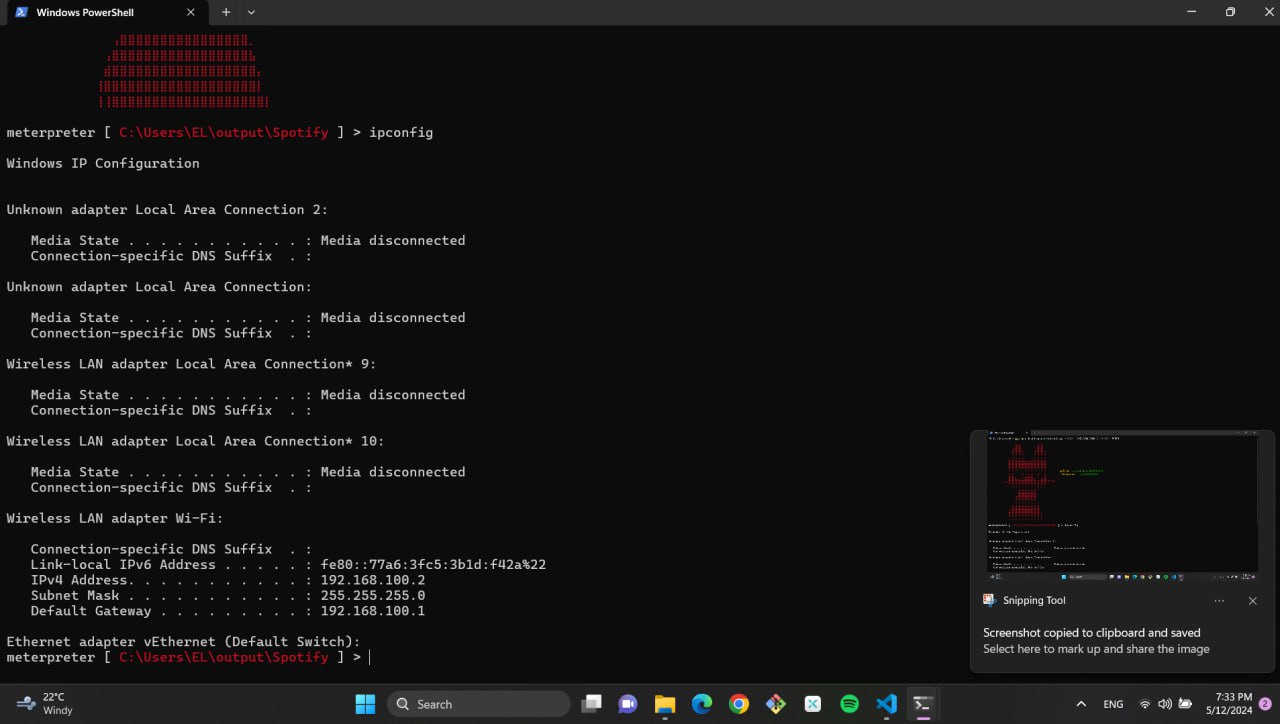 Windows PowerShell
meterpreter [ C:\Users\EL\output\Spotify ] > ipconfig
Windows IP Configuration
Unknown adapter Local Area Connection 2:
Media State . . . . . . . . . . . : Media disconnected
Connection-specific DNS Suffix  . :
Unknown adapter Local Area Connection:
Media State . . . . . . . . . . . : Media disconnected
Connection-specific DNS Suffix  . :
Wireless LAN adapter Local Area Connection* 9:
Media State . . . . . . . . . . . : Media disconnected
Connection-specific DNS Suffix  . :
Wireless LAN adapter Local Area Connection* 10:
Media State . . . . . . . . . . . : Media disconnected
Connection-specific DNS Suffix  . :
Wireless LAN adapter Wi-Fi:
Connection-specific DNS Suffix  . :
Link-local IPv6 Address . . . . . : fe80::77a6:3fc5:3b1d:f42a%22
IPv4 Address. . . . . . . . . . . : 192.168.100.2
Subnet Mask . . . . . . . . . . . : 255.255.255.0
Default Gateway . . . . . . . . . : 192.168.100.1
Ethernet adapter vEthernet (Default Switch):
meterpreter [ C:\Users\EL\output\Spotify ] >
Snipping Tool
Screenshot copied to clipboard and saved
Select here to mark up and share the image
22°C
Windy
Search
ENG
7:33 PM
5/12/2024
2